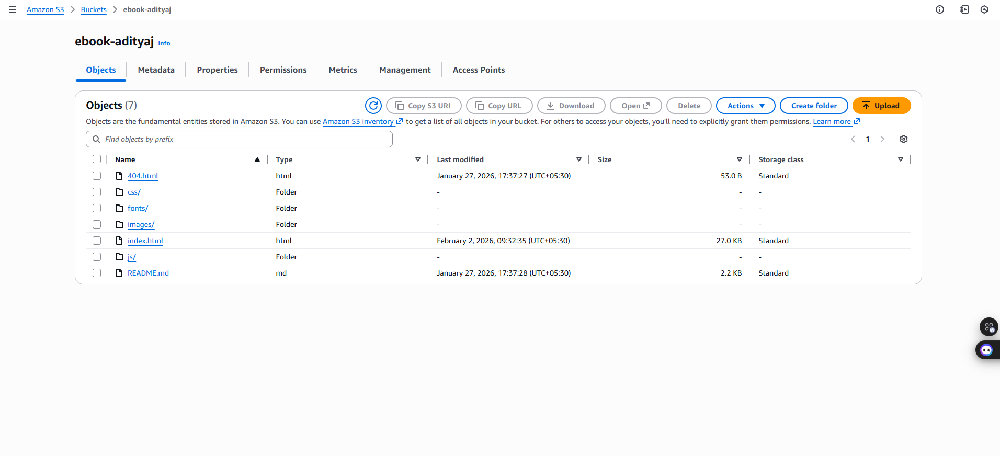 Amazon S3 > Buckets > ebook-adityaj
ebook-adityaj Info
Objects Metadata Properties Permissions Metrics Management Access Points
Objects (7) Copy S3 URI Copy URL Download Open Delete Actions Create folder Upload
Objects are the fundamental entities stored in Amazon S3. You can use Amazon S3 inventory to get a list of all objects in your bucket. For others to access your objects, you'll need to explicitly grant them permissions. Learn more
Find objects by prefix 1
Name Type Last modified Size Storage class
404.html html January 27, 2026, 17:37:27 (UTC+05:30) 53.0 B Standard
css/ Folder - - -
fonts/ Folder - - -
images/ Folder - - -
index.html html February 2, 2026, 09:32:35 (UTC+05:30) 27.0 KB Standard
js/ Folder - - -
README.md md January 27, 2026, 17:37:28 (UTC+05:30) 2.2 KB Standard